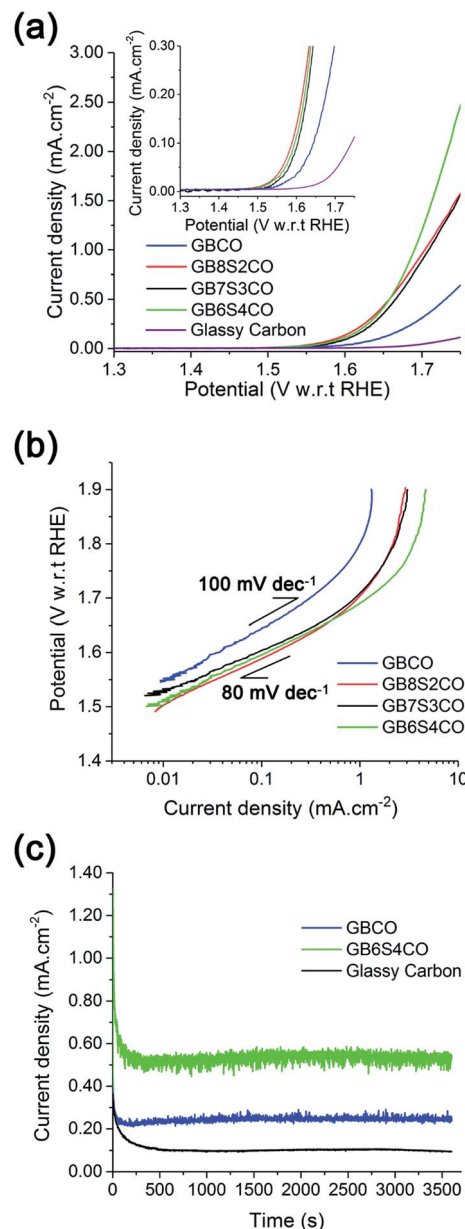 (a)
0.30
0.20
0.10
0.00
Current density (mA.cm⁻²)
1.3 1.4 1.5 1.6 1.7
Potential (V w.r.t RHE)
3.00
2.50
2.00
1.50
1.00
0.50
0.00
Current density (mA.cm⁻²)
GBCO
GB8S2CO
GB7S3CO
GB6S4CO
Glassy Carbon
1.3 1.4 1.5 1.6 1.7
Potential (V w.r.t RHE)
(b)
1.9
1.8
1.7
1.6
1.5
1.4
Potential (V w.r.t RHE)
100 mV dec⁻¹
80 mV dec⁻¹
GBCO
GB8S2CO
GB7S3CO
GB6S4CO
0.01 0.1 1 10
Current density (mA.cm⁻²)
(c)
1.40
1.20
1.00
0.80
0.60
0.40
0.20
0.00
Current density (mA.cm⁻²)
GBCO
GB6S4CO
Glassy Carbon
0 500 1000 1500 2000 2500 3000 3500
Time (s)